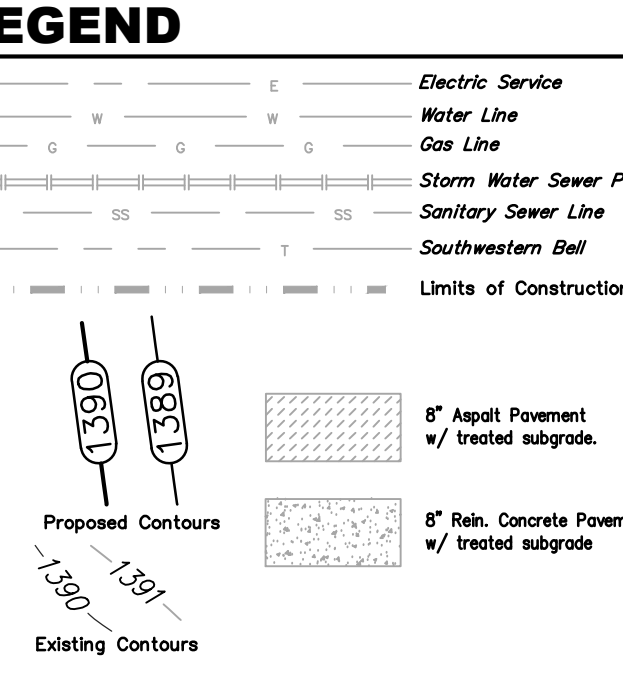 EGEND
E Electric Service
W W Water Line
G G G Gas Line
Storm Water Sewer P
SS SS Sanitary Sewer Line
T Southwestern Bell
Limits of Construction
1390 1389
Proposed Contours
8" Aspalt Pavement
w/ treated subgrade.
8" Rein. Concrete Pavem
w/ treated subgrade
1390 1391
Existing Contours